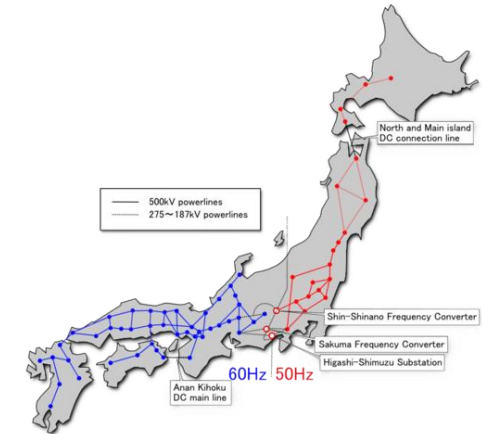 North and Main island
DC connection line
500kV powerlines
275～187kV powerlines
Shin-Shinano Frequency Converter
Sakuma Frequency Converter
Higashi-Shimuzu Substation
60Hz 50Hz
Anan Kihoku
DC main line